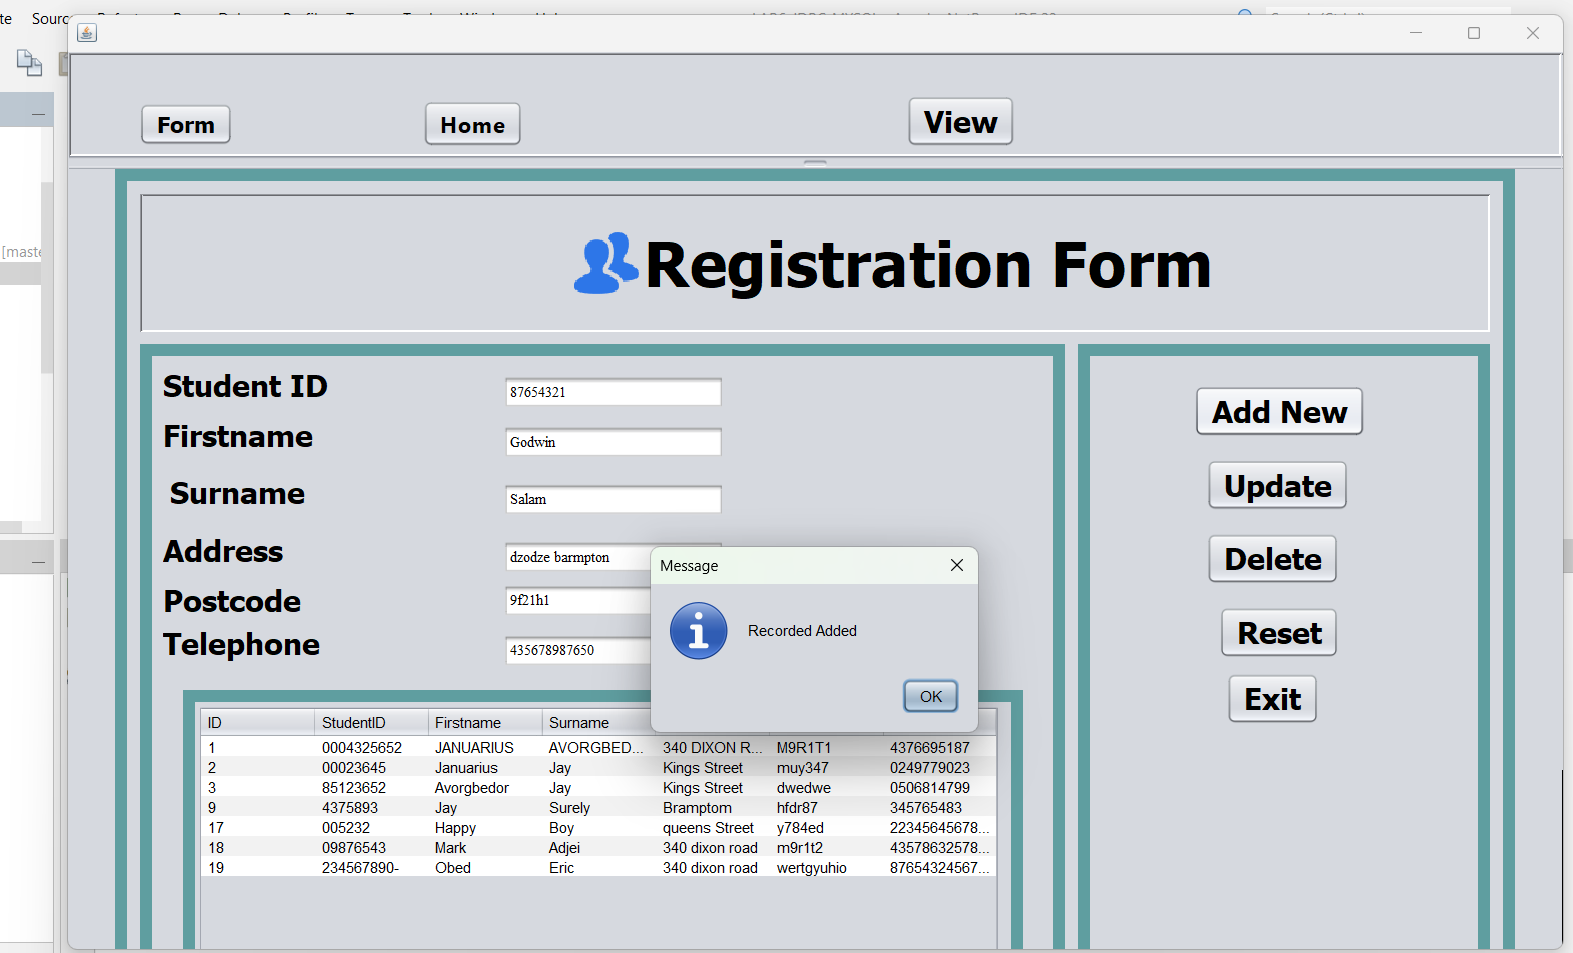 Form
Home
View
Registration Form
Student ID
87654321
Firstname
Godwin
Surname
Salam
Address
dzodze barmpton
Postcode
9f21h1
Telephone
435678987650
Add New
Update
Delete
Reset
Exit
Message
Recorded Added
OK
ID StudentID Firstname Surname
1 0004325652 JANUARIUS AVORGBED... 340 DIXON R... M9R1T1 4376695187
2 00023645 Januarius Jay Kings Street muy347 0249779023
3 85123652 Avorgbedor Jay Kings Street dwedwe 0506814799
9 4375893 Jay Surely Bramptom hfdr87 345765483
17 005232 Happy Boy queens Street y784ed 22345645678...
18 09876543 Mark Adjei 340 dixon road m9r1t2 43578632578...
19 234567890- Obed Eric 340 dixon road wertgyuhio 87654324567...
[maste